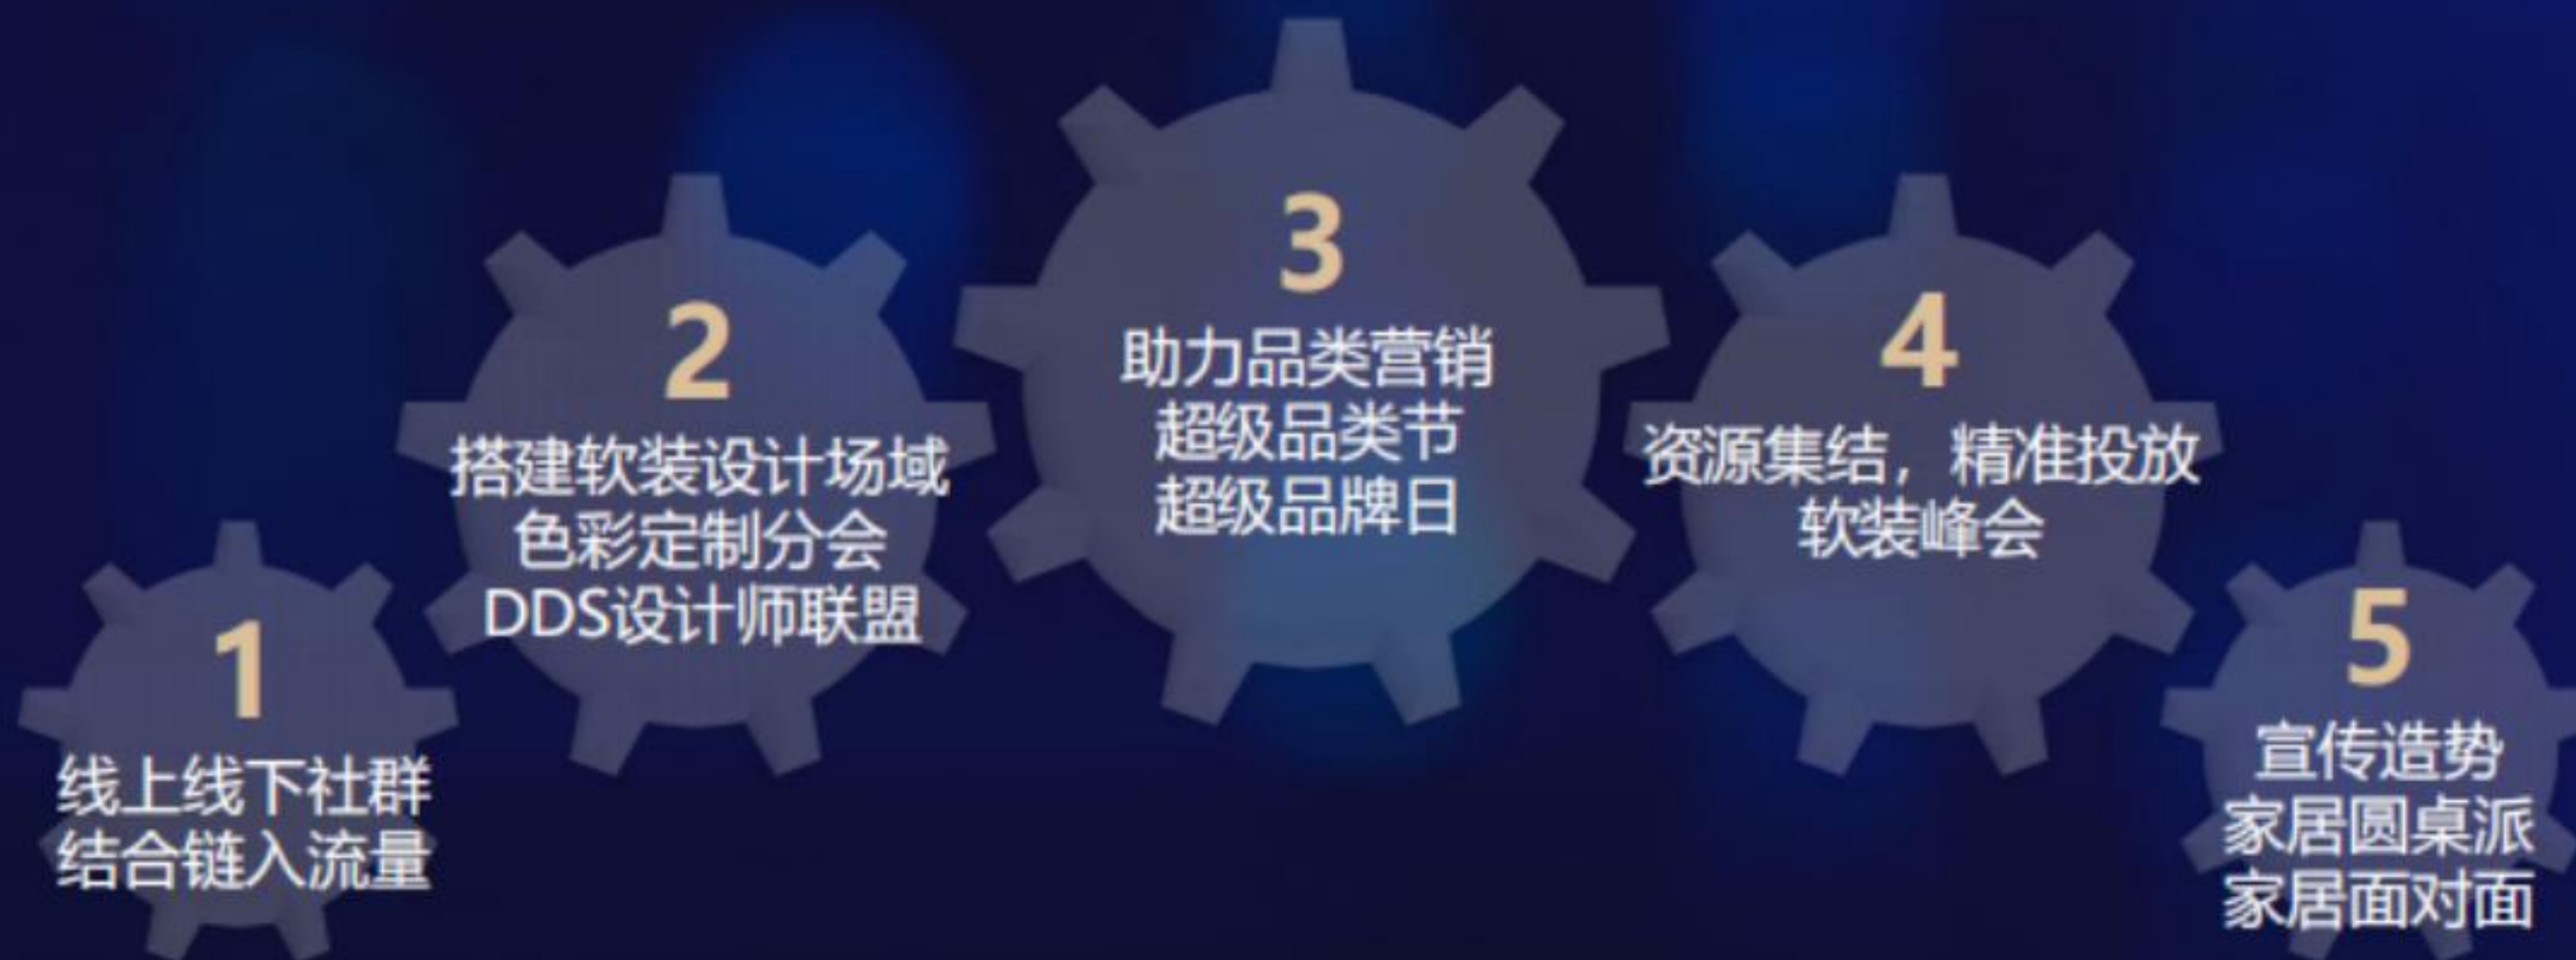 1
线上线下社群
结合链入流量
2
搭建软装设计场域
色彩定制分会
DDS设计师联盟
3
助力品类营销
超级品类节
超级品牌日
4
资源集结，精准投放
软装峰会
5
宣传造势
家居圆桌派
家居面对面